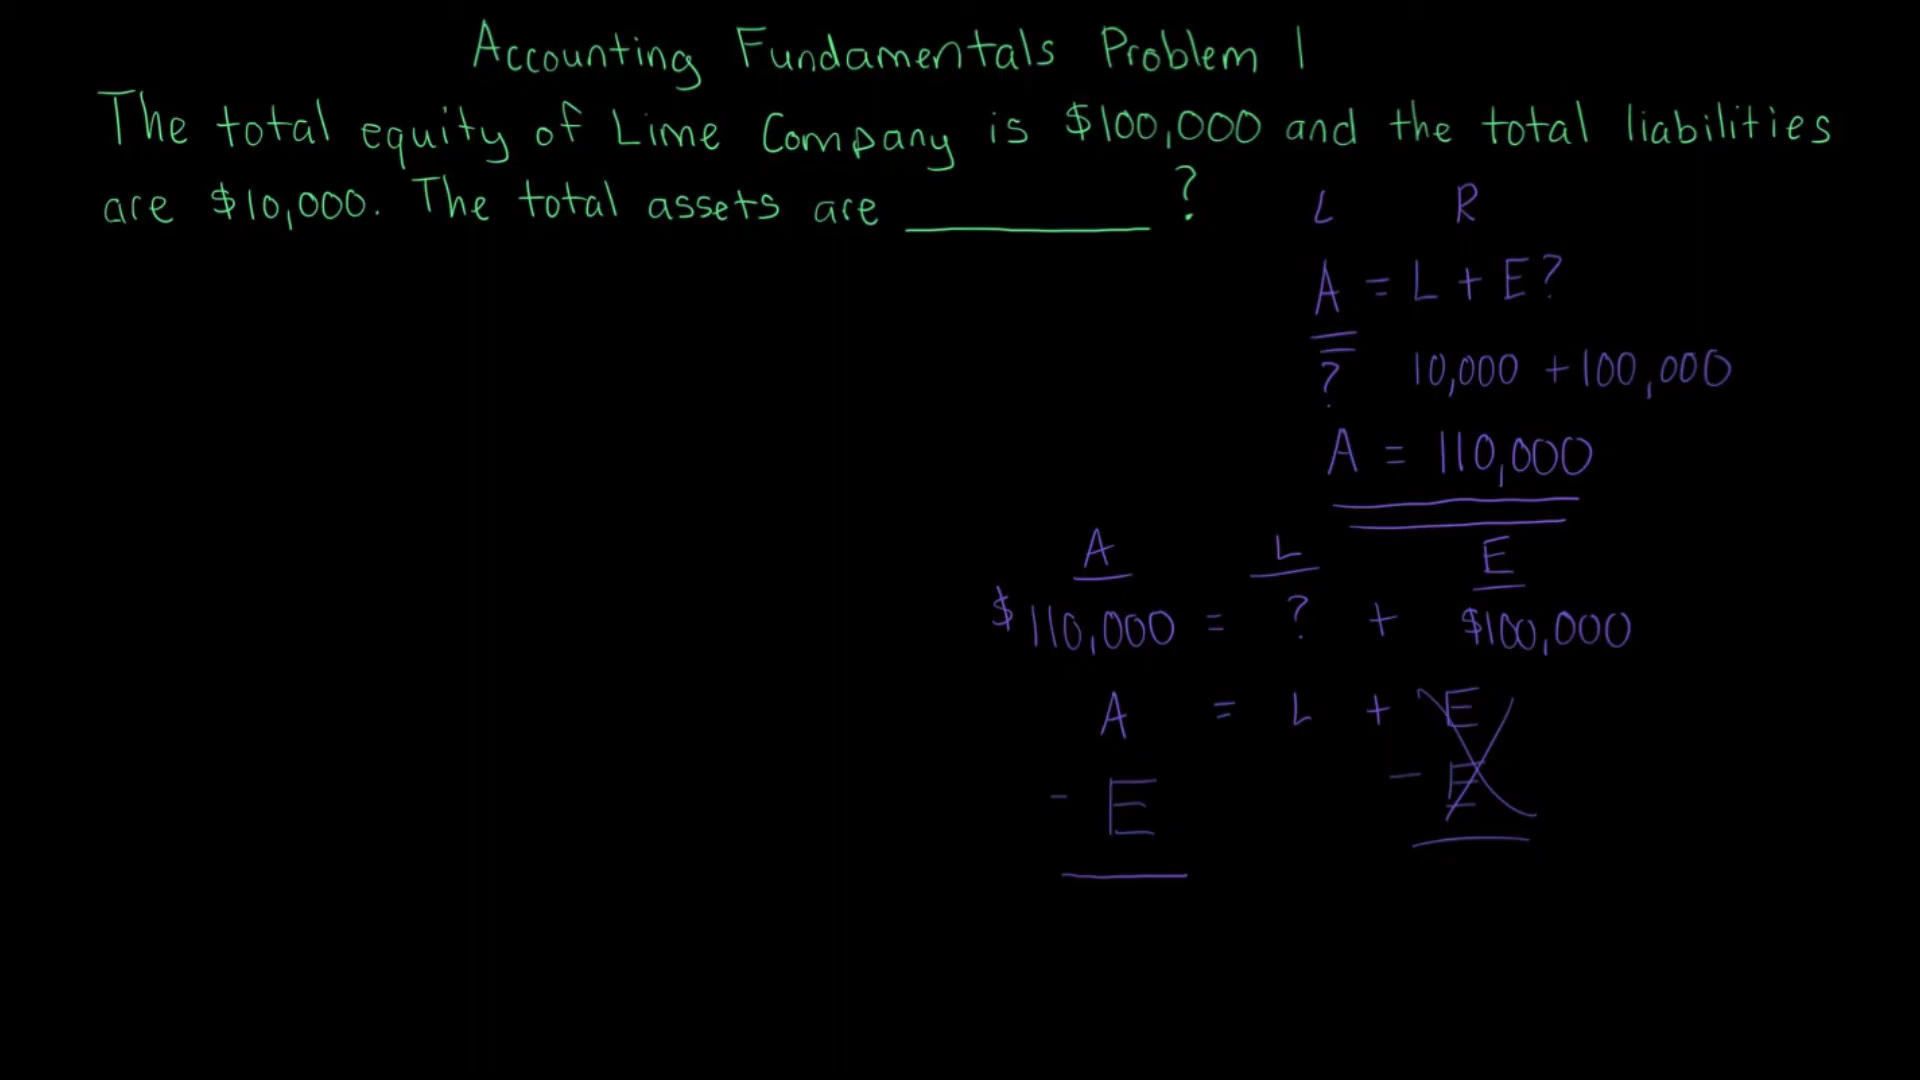 Accounting Fundamentals Problem 1
The total equity of Lime Company is $100,000 and the total liabilities
are $10,000. The total assets are __________ ?
L R
A = L + E?
? 10,000 + 100,000
A = 110,000
A L E
$110,000 = ? + $100,000
A = L + E
- E - E